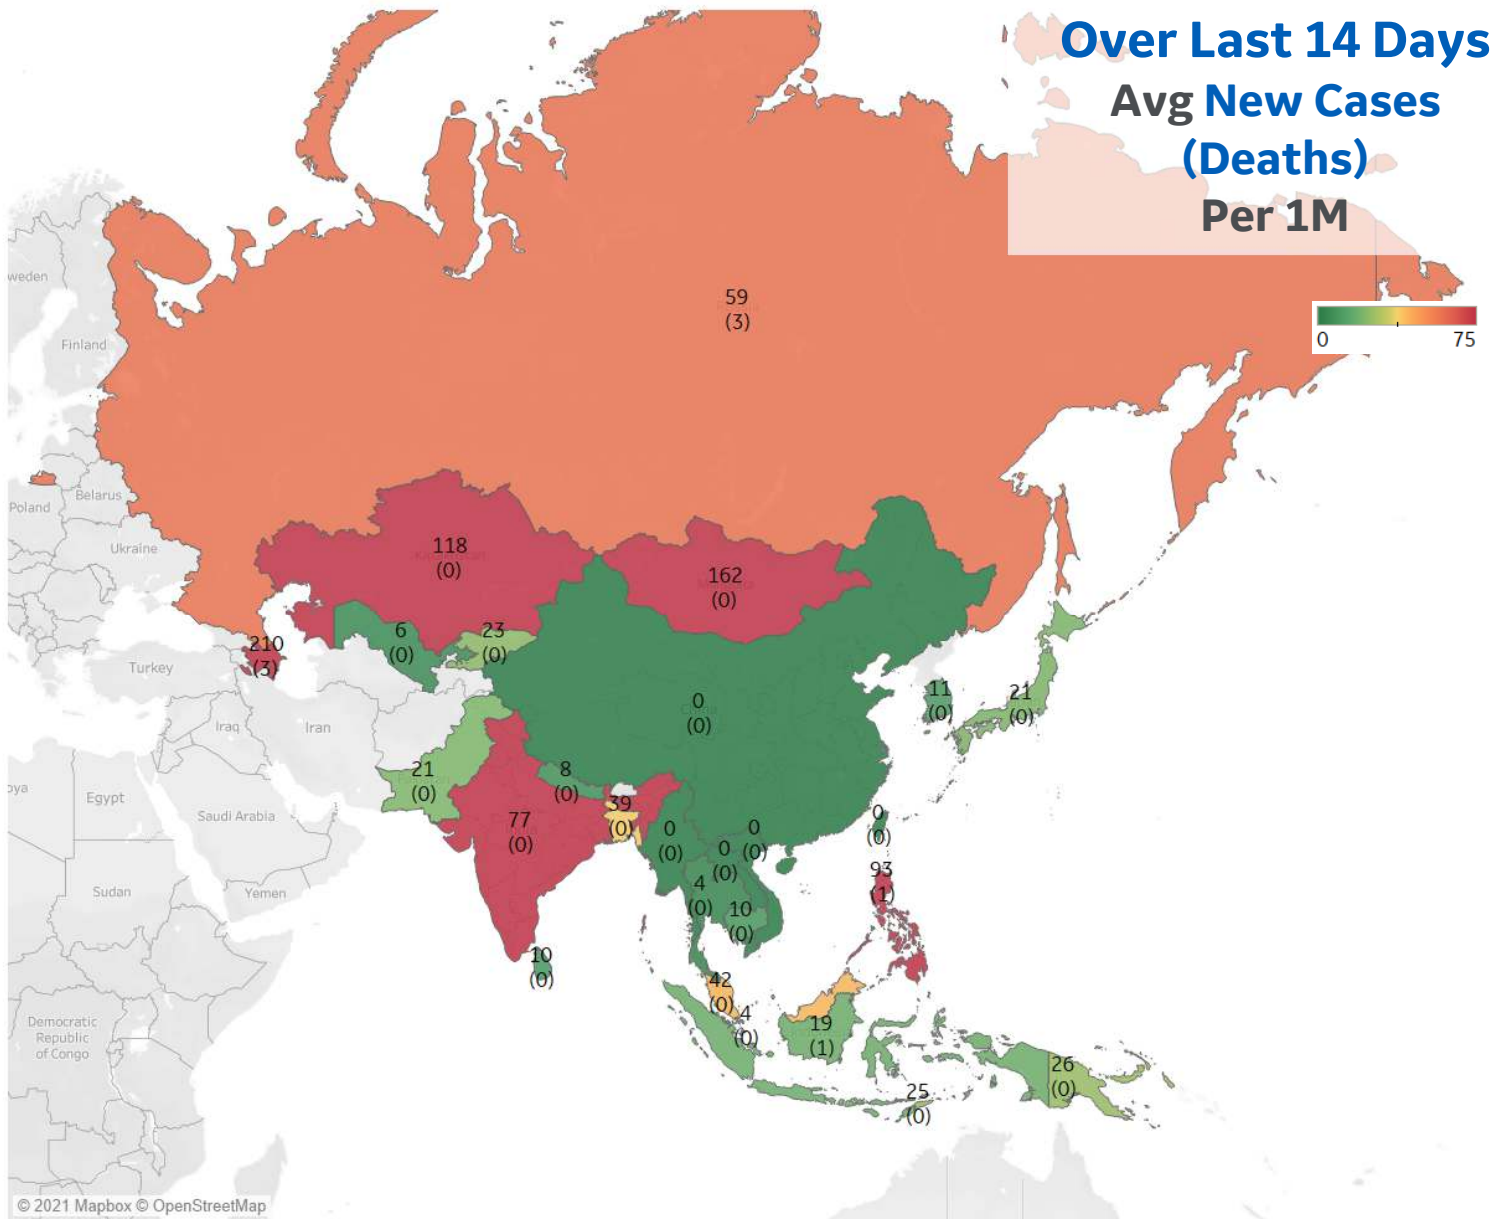 Over Last 14 Days
Avg New Cases
(Deaths)
Per 1M
0 75
59
(3)
weden
Finland
Poland
Belarus
Ukraine
118
(0)
162
(0)
6
(0)
23
(0)
210
(3)
Turkey
Iraq
Iran
0
(0)
11
(0)
21
(0)
21
(0)
8
(0)
39
(0)
77
(0)
oya
Egypt
Saudi Arabia
Sudan
Yemen
0
(0)
0
(0)
0
(0)
0
(0)
4
(0)
10
(0)
93
(1)
10
(0)
42
(0)
4
(0)
19
(1)
26
(0)
25
(0)
Democratic
Republic
of Congo
© 2021 Mapbox © OpenStreetMap